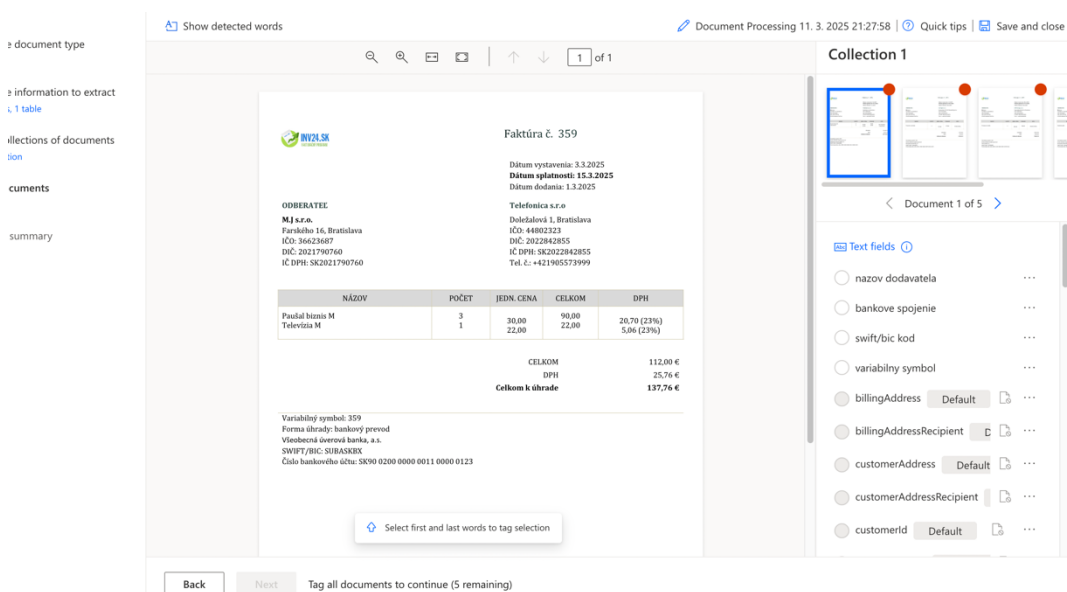 Show detected words
Document Processing 11. 3. 2025 21:27:58 | Quick tips | Save and close
e document type
e information to extract
s, 1 table
ollections of documents
tion
cuments
summary
1 of 1
INV24.SK
Faktúra č. 359
Dátum vystavenia: 3.3.2025
Dátum splatnosti: 15.3.2025
Dátum dodania: 1.3.2025
ODBERATEĽ
M.J s.r.o.
Farského 16, Bratislava
IČO: 36623687
DIČ: 2021790760
IČ DPH: SK2021790760
Telefonica s.r.o
Doležalová 1, Bratislava
IČO: 44802323
DIČ: 2022842855
IČ DPH: SK2022842855
Tel. č.: +421905573999
NÁZOV POČET JEDN. CENA CELKOM DPH
Paušal biznis M 3 30,00 90,00 20,70 (23%)
Televízia M 1 22,00 22,00 5,06 (23%)
CELKOM 112,00 €
DPH 25,76 €
Celkom k úhrade 137,76 €
Variabilný symbol: 359
Forma úhrady: bankový prevod
Všeobecná úverová banka, a.s.
SWIFT/BIC: SUBASKBX
Číslo bankového účtu: SK90 0200 0000 0011 0000 0123
Select first and last words to tag selection
Collection 1
Document 1 of 5
Abc Text fields
nazov dodavatela
bankove spojenie
swift/bic kod
variabilny symbol
billingAddress Default
billingAddressRecipient D
customerAddress Default
customerAddressRecipient
customerId Default
Back Next Tag all documents to continue (5 remaining)